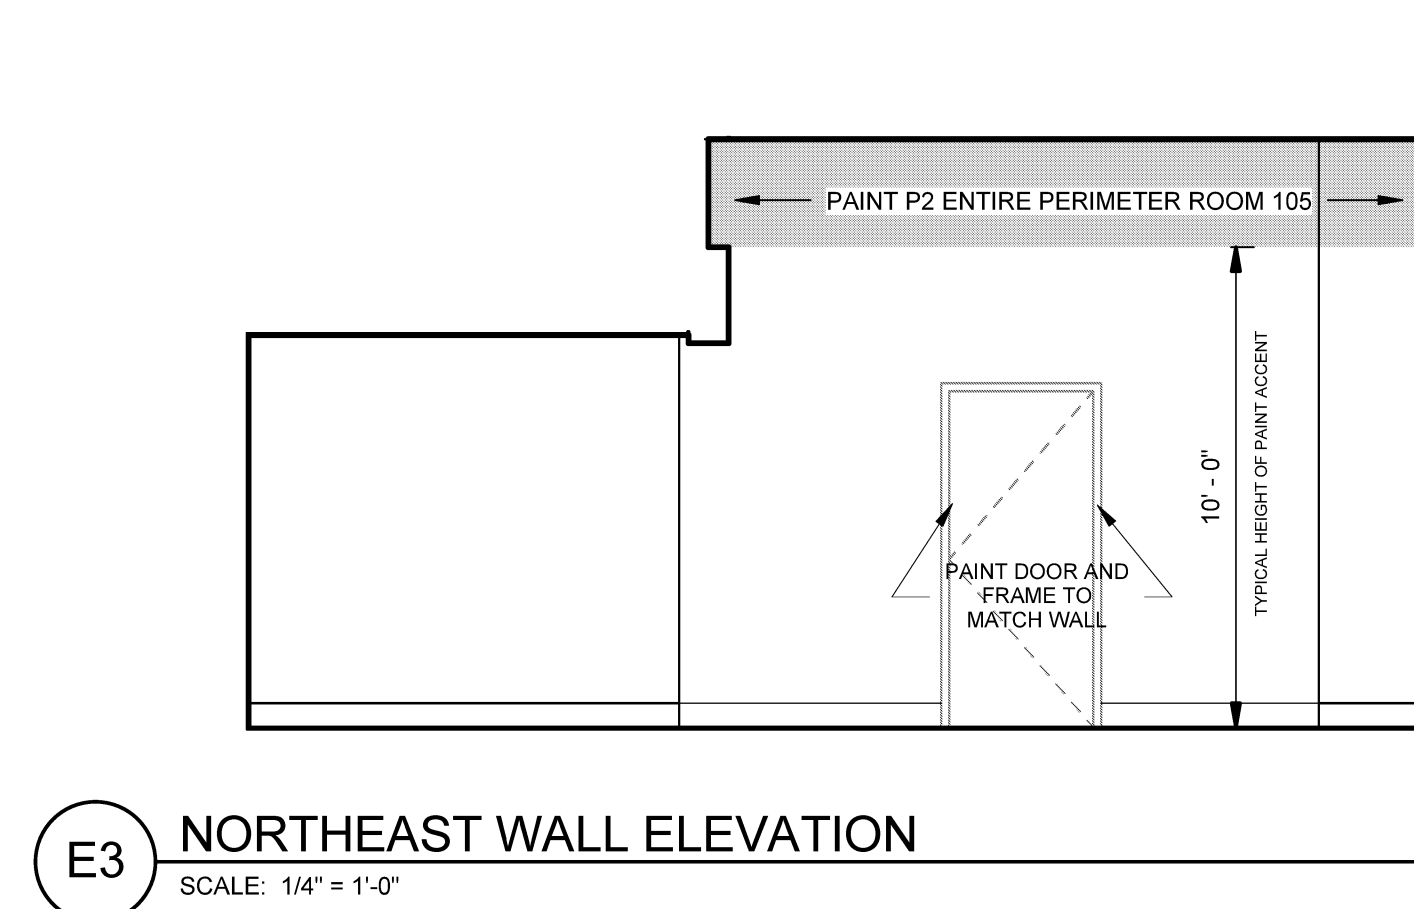 PAINT P2 ENTIRE PERIMETER ROOM 105
10' - 0"
TYPICAL HEIGHT OF PAINT ACCENT
PAINT DOOR AND
FRAME TO
MATCH WALL
E3
NORTHEAST WALL ELEVATION
SCALE: 1/4" = 1'-0"